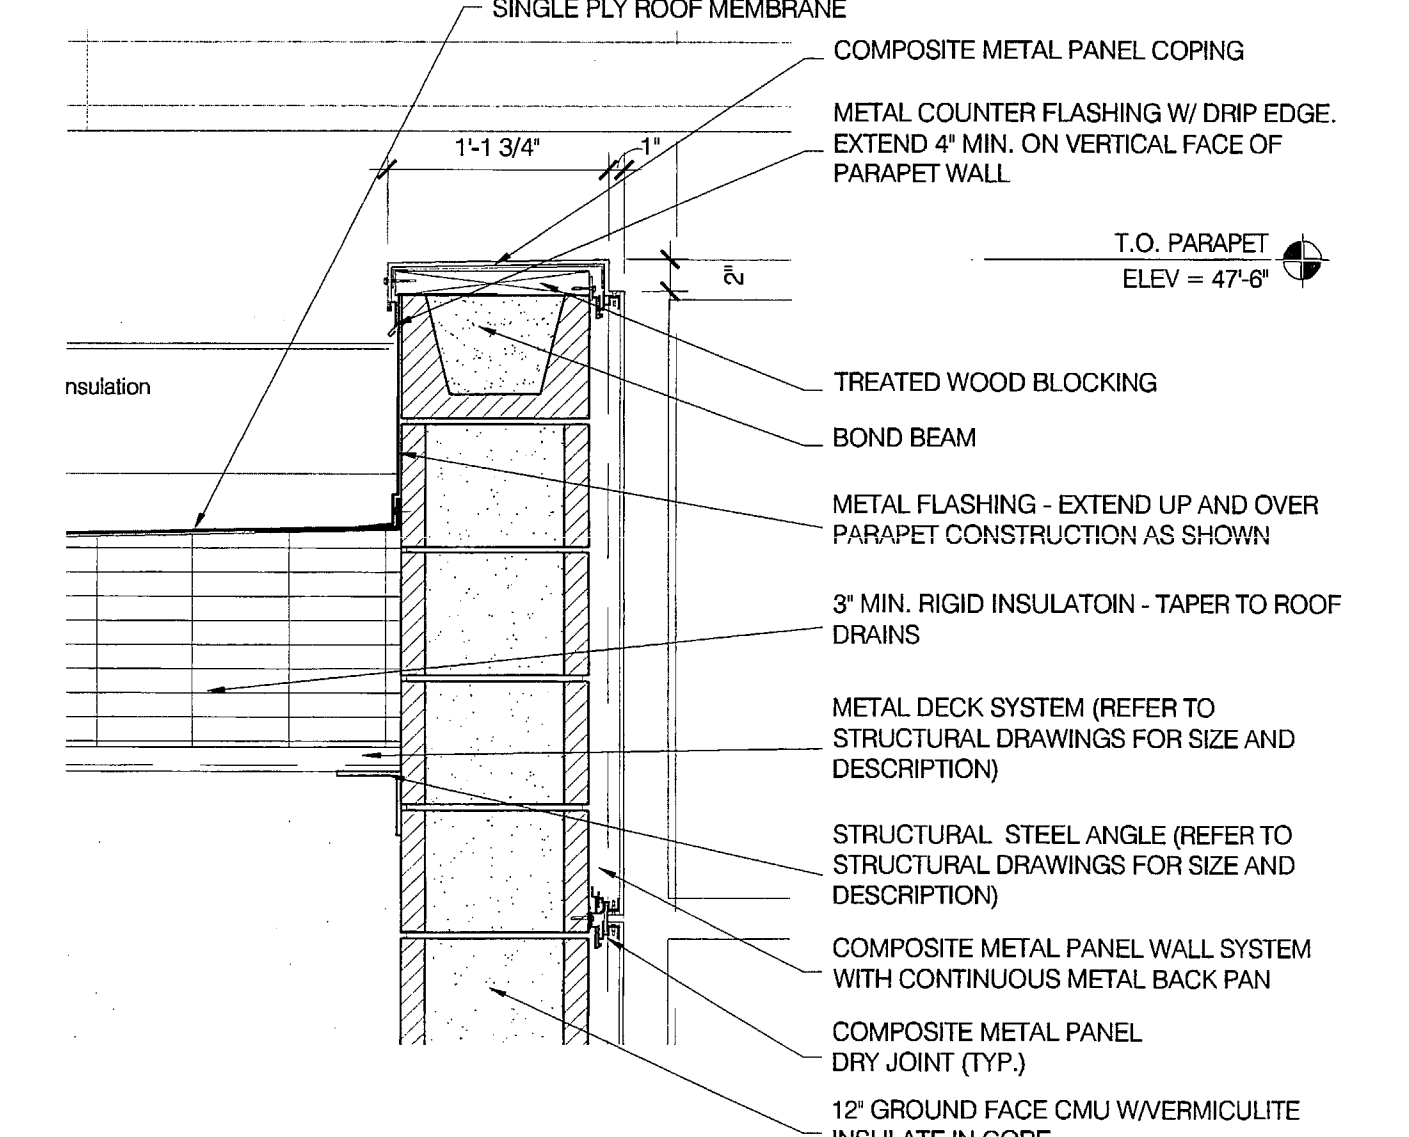 SINGLE PLY ROOF MEMBRANE
COMPOSITE METAL PANEL COPING
METAL COUNTER FLASHING W/ DRIP EDGE.
EXTEND 4" MIN. ON VERTICAL FACE OF
PARAPET WALL
1'-1 3/4"
1"
T.O. PARAPET
ELEV = 47'-6"
2"
nsulation
TREATED WOOD BLOCKING
BOND BEAM
METAL FLASHING - EXTEND UP AND OVER
PARAPET CONSTRUCTION AS SHOWN
3" MIN. RIGID INSULATOIN - TAPER TO ROOF
DRAINS
METAL DECK SYSTEM (REFER TO
STRUCTURAL DRAWINGS FOR SIZE AND
DESCRIPTION)
STRUCTURAL STEEL ANGLE (REFER TO
STRUCTURAL DRAWINGS FOR SIZE AND
DESCRIPTION)
COMPOSITE METAL PANEL WALL SYSTEM
WITH CONTINUOUS METAL BACK PAN
COMPOSITE METAL PANEL
DRY JOINT (TYP.)
12" GROUND FACE CMU W/VERMICULITE
INSULATE IN CORE